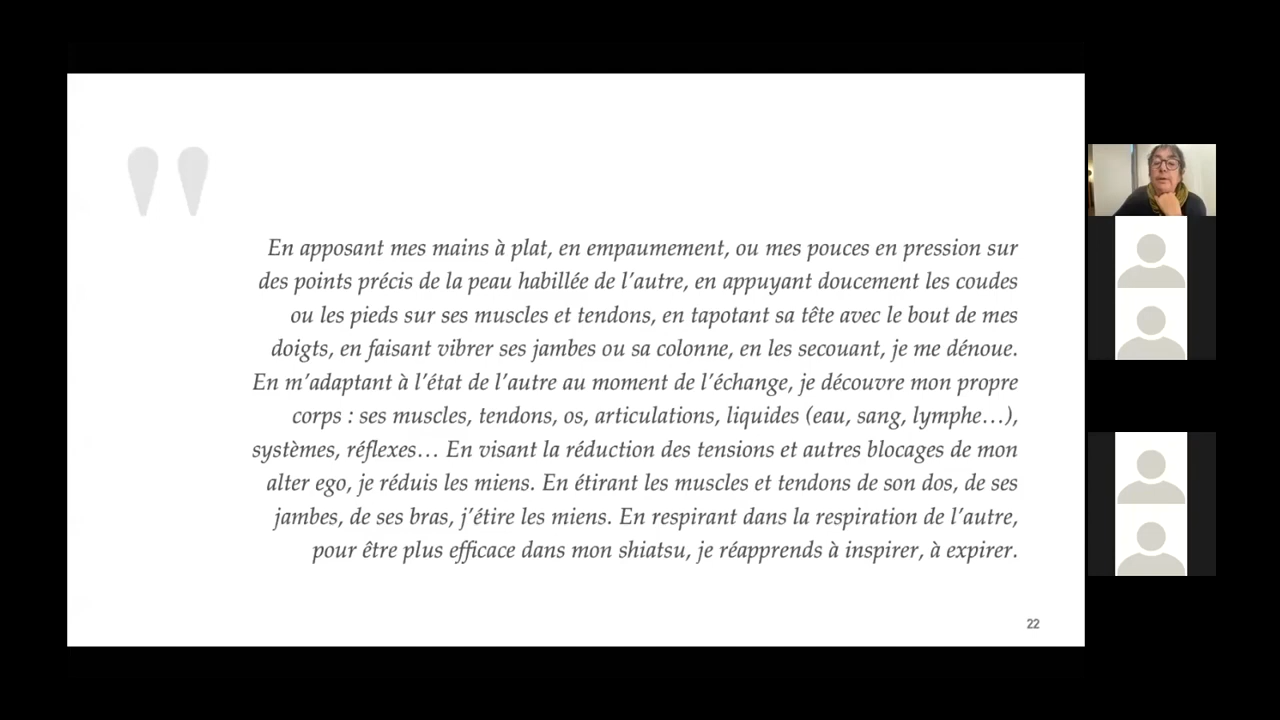 "
En apposant mes mains à plat, en empaumement, ou mes pouces en pression sur
des points précis de la peau habillée de l’autre, en appuyant doucement les coudes
ou les pieds sur ses muscles et tendons, en tapotant sa tête avec le bout de mes
doigts, en faisant vibrer ses jambes ou sa colonne, en les secouant, je me dénoue.
En m’adaptant à l’état de l’autre au moment de l’échange, je découvre mon propre
corps : ses muscles, tendons, os, articulations, liquides (eau, sang, lymphe…),
systèmes, réflexes… En visant la réduction des tensions et autres blocages de mon
alter ego, je réduis les miens. En étirant les muscles et tendons de son dos, de ses
jambes, de ses bras, j’étire les miens. En respirant dans la respiration de l’autre,
pour être plus efficace dans mon shiatsu, je réapprends à inspirer, à expirer.
22